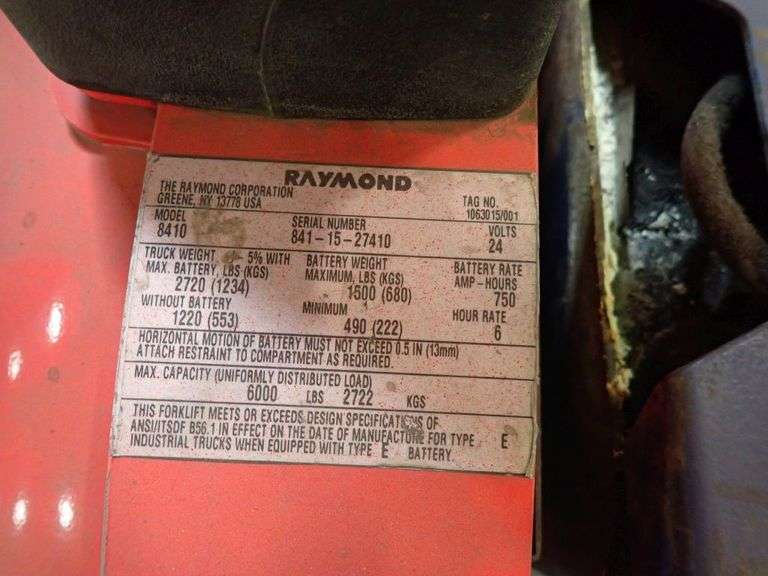 RAYMOND
THE RAYMOND CORPORATION
GREENE, NY 13778 USA
TAG NO.
1063015/001
MODEL
8410
SERIAL NUMBER
841-15-27410
VOLTS
24
TRUCK WEIGHT +/- 5% WITH
MAX. BATTERY, LBS (KGS)
2720 (1234)
BATTERY WEIGHT
MAXIMUM, LBS (KGS)
1500 (680)
BATTERY RATE
AMP-HOURS
750
WITHOUT BATTERY
1220 (553)
MINIMUM
490 (222)
HOUR RATE
6
HORIZONTAL MOTION OF BATTERY MUST NOT EXCEED 0.5 IN (13mm)
ATTACH RESTRAINT TO COMPARTMENT AS REQUIRED
MAX. CAPACITY (UNIFORMLY DISTRIBUTED LOAD)
6000 LBS 2722 KGS
THIS FORKLIFT MEETS OR EXCEEDS DESIGN SPECIFICATIONS OF
ANSI/ITSDF B56.1 IN EFFECT ON THE DATE OF MANUFACTURE FOR TYPE E
INDUSTRIAL TRUCKS WHEN EQUIPPED WITH TYPE E BATTERY.